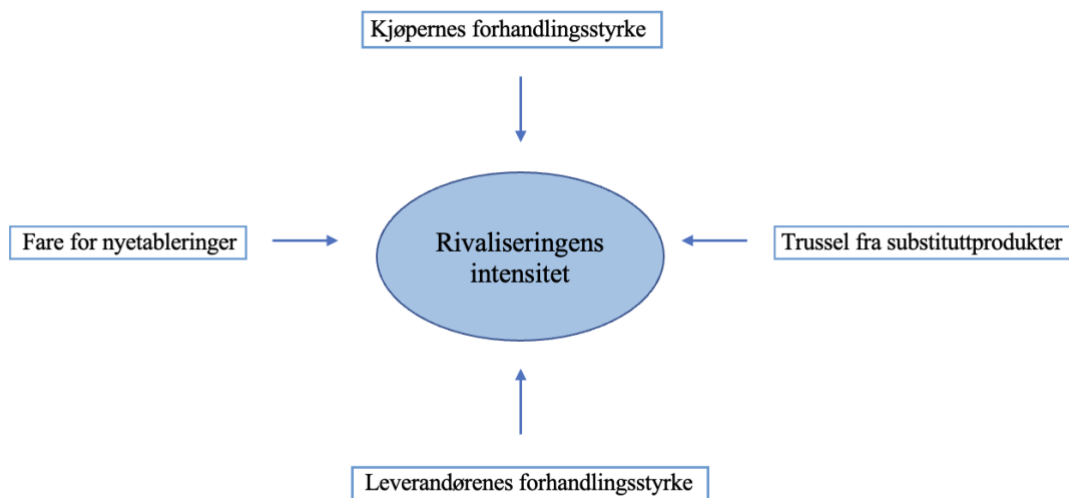 Kjøpernes forhandlingsstyrke
Fare for nyetableringer
Rivaliseringens
intensitet
Trussel fra substituttprodukter
Leverandørenes forhandlingsstyrke